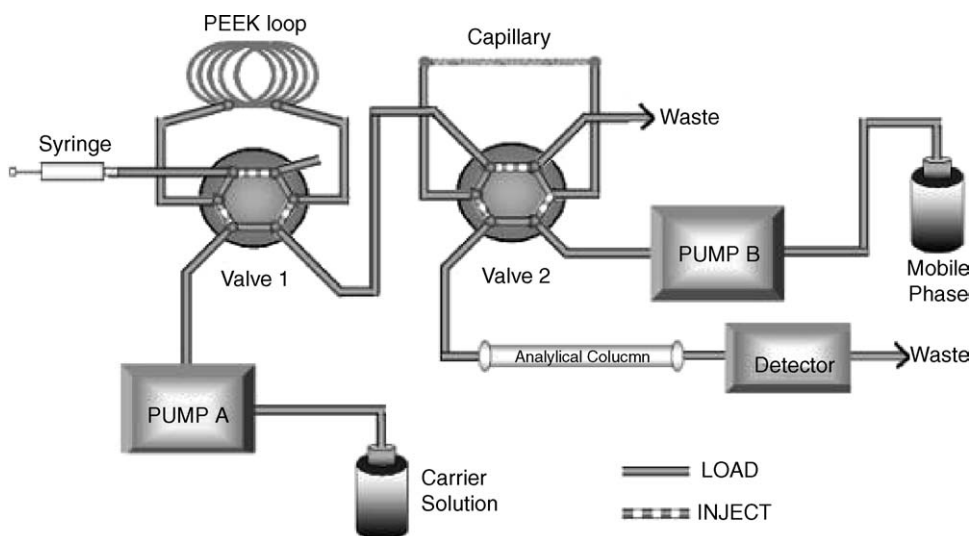 PEEK loop
Capillary
Syringe
Waste
Valve 1
Valve 2
PUMP B
Mobile
Phase
Analytical Colucmn
Detector
Waste
PUMP A
Carrier
Solution
LOAD
INJECT